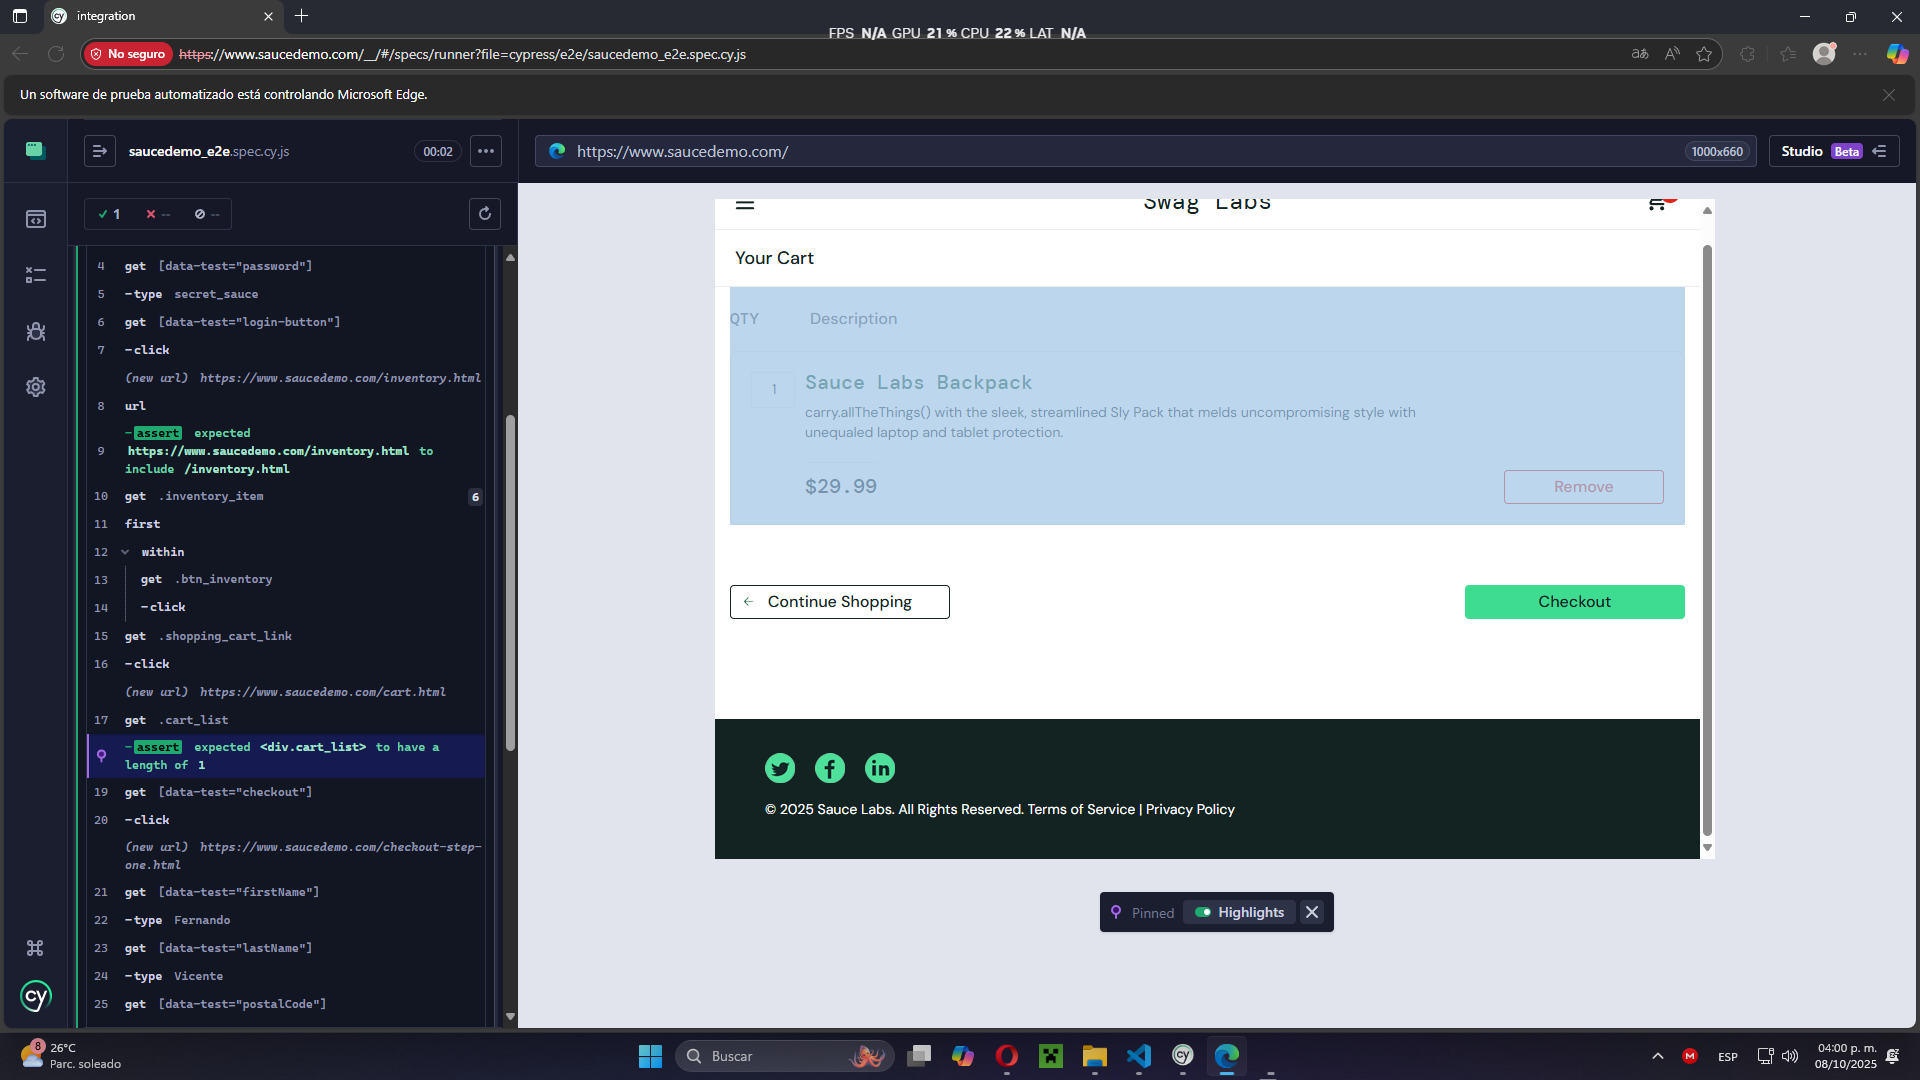 integration
FPS N/A GPU 21 % CPU 22 % LAT N/A
No seguro https://www.saucedemo.com/__/#/specs/runner?file=cypress/e2e/saucedemo_e2e.spec.cy.js
Un software de prueba automatizado está controlando Microsoft Edge.
saucedemo_e2e.spec.cy.js 00:02
https://www.saucedemo.com/ 1000x660 Studio Beta
1 -- --
4 get [data-test="password"]
5 -type secret_sauce
6 get [data-test="login-button"]
7 -click
(new url) https://www.saucedemo.com/inventory.html
8 url
-assert expected
9 https://www.saucedemo.com/inventory.html to
include /inventory.html
10 get .inventory_item 6
11 first
12 within
13 get .btn_inventory
14 -click
15 get .shopping_cart_link
16 -click
(new url) https://www.saucedemo.com/cart.html
17 get .cart_list
-assert expected <div.cart_list> to have a
length of 1
19 get [data-test="checkout"]
20 -click
(new url) https://www.saucedemo.com/checkout-step-
one.html
21 get [data-test="firstName"]
22 -type Fernando
23 get [data-test="lastName"]
24 -type Vicente
25 get [data-test="postalCode"]
cy
Swag Labs
Your Cart
QTY Description
1 Sauce Labs Backpack
carry.allTheThings() with the sleek, streamlined Sly Pack that melds uncompromising style with
unequaled laptop and tablet protection.
$29.99 Remove
Continue Shopping Checkout
© 2025 Sauce Labs. All Rights Reserved. Terms of Service | Privacy Policy
Pinned Highlights
8 26°C
Parc. soleado
Buscar
ESP
04:00 p. m.
08/10/2025